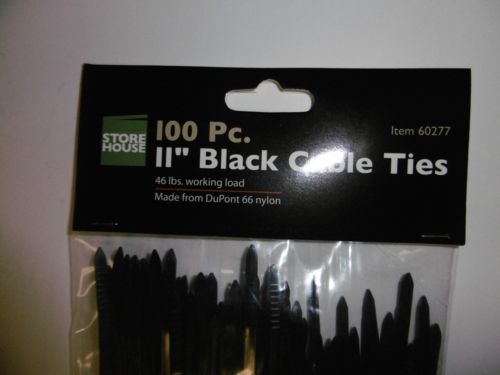 STORE
HOUSE
100 Pc.
Item 60277
11" Black Cable Ties
46 lbs. working load
Made from DuPont 66 nylon